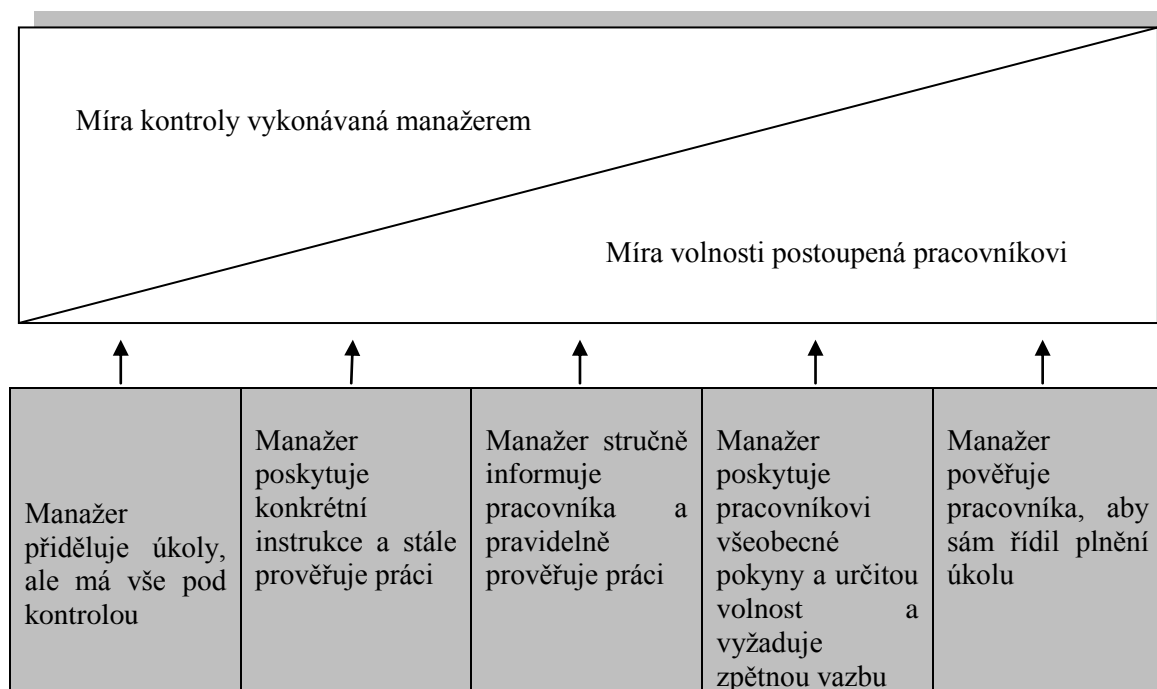 Míra kontroly vykonávaná manažerem
Míra volnosti postoupená pracovníkovi
Manažer
přiděluje úkoly,
ale má vše pod
kontrolou
Manažer
poskytuje
konkrétní
instrukce a stále
prověřuje práci
Manažer stručně
informuje
pracovníka a
pravidelně
prověřuje práci
Manažer
poskytuje
pracovníkovi
všeobecné
pokyny a určitou
volnost a
vyžaduje
zpětnou vazbu
Manažer
pověřuje
pracovníka, aby
sám řídil plnění
úkolu